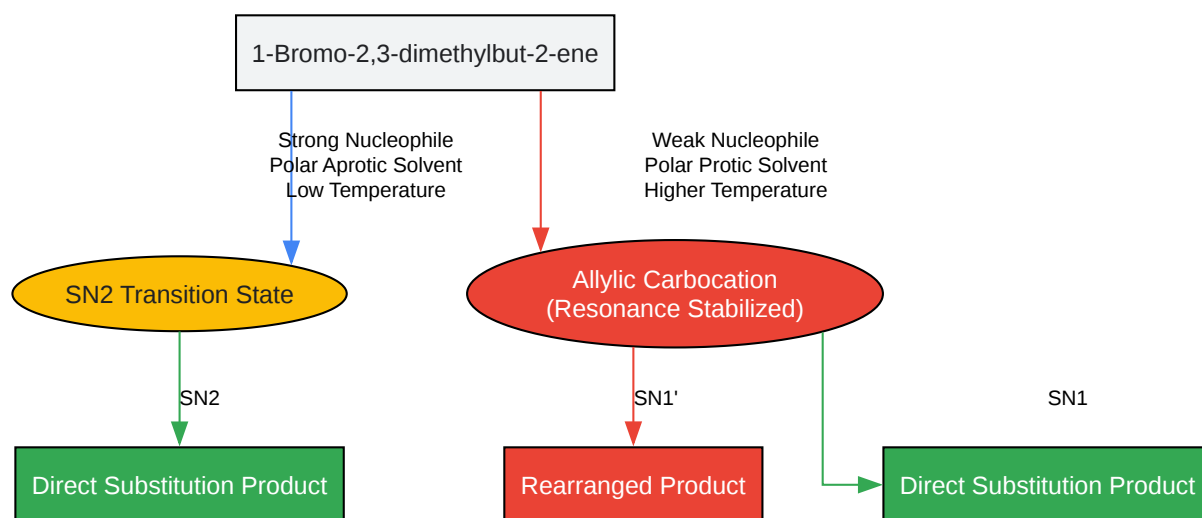 1-Bromo-2,3-dimethylbut-2-ene
Strong Nucleophile
Polar Aprotic Solvent
Low Temperature
Weak Nucleophile
Polar Protic Solvent
Higher Temperature
SN2 Transition State
Allylic Carbocation
(Resonance Stabilized)
SN2
SN1'
SN1
Direct Substitution Product
Rearranged Product
Direct Substitution Product